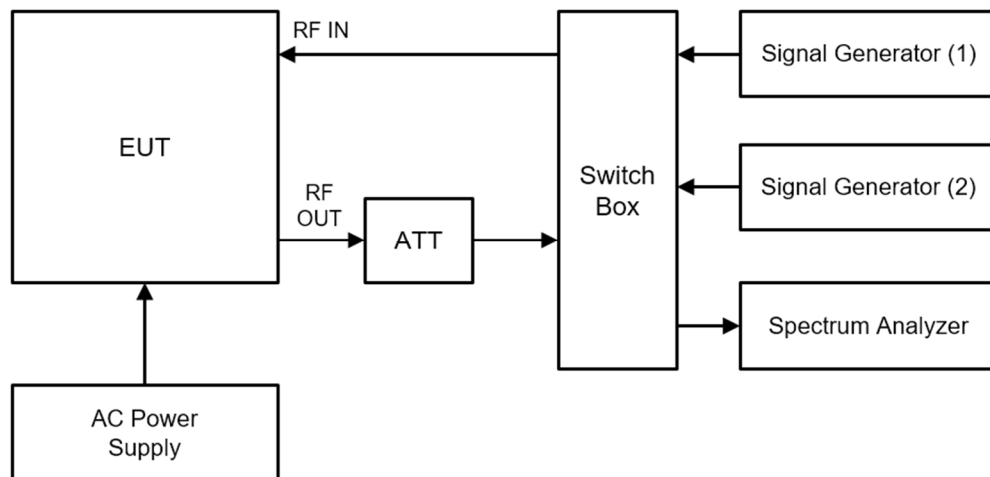 RF IN
Signal Generator (1)
EUT
Switch
Box
Signal Generator (2)
RF
OUT
ATT
Spectrum Analyzer
AC Power
Supply